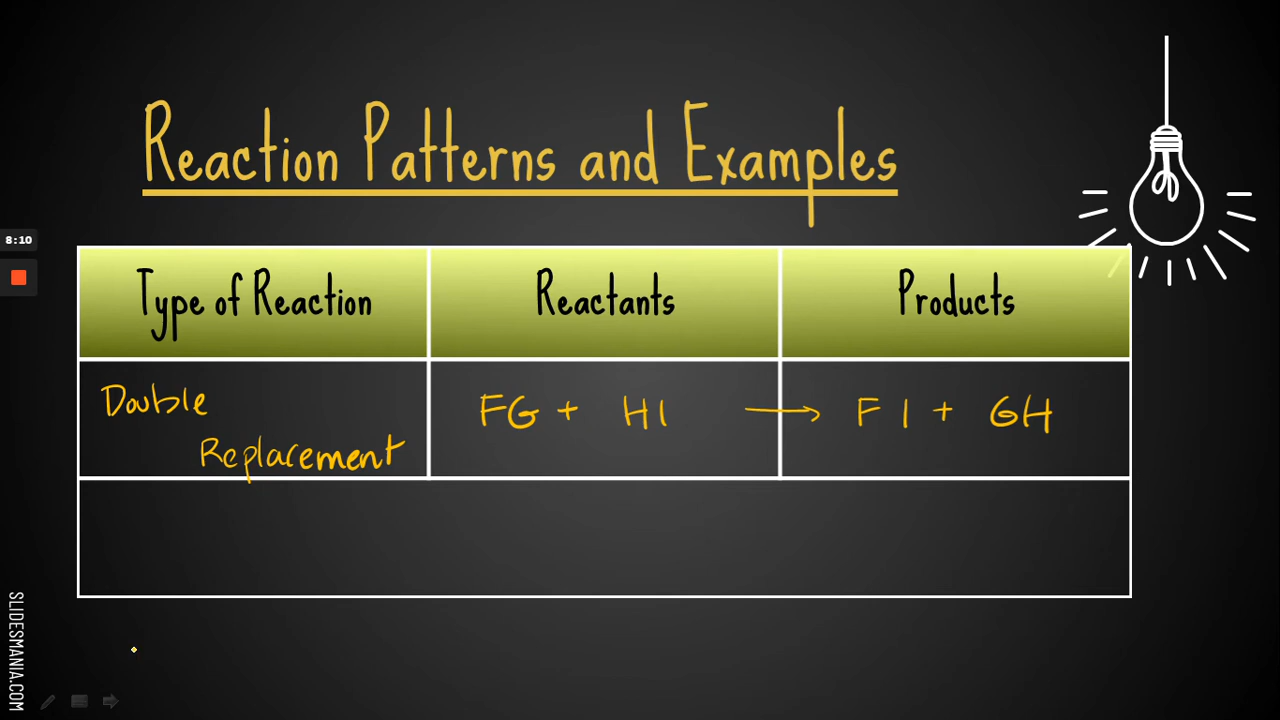 Reaction Patterns and Examples
8:10
Type of Reaction
Reactants
Products
Double
Replacement
FG + HI → FI + GH
SLIDESMANIA.COM